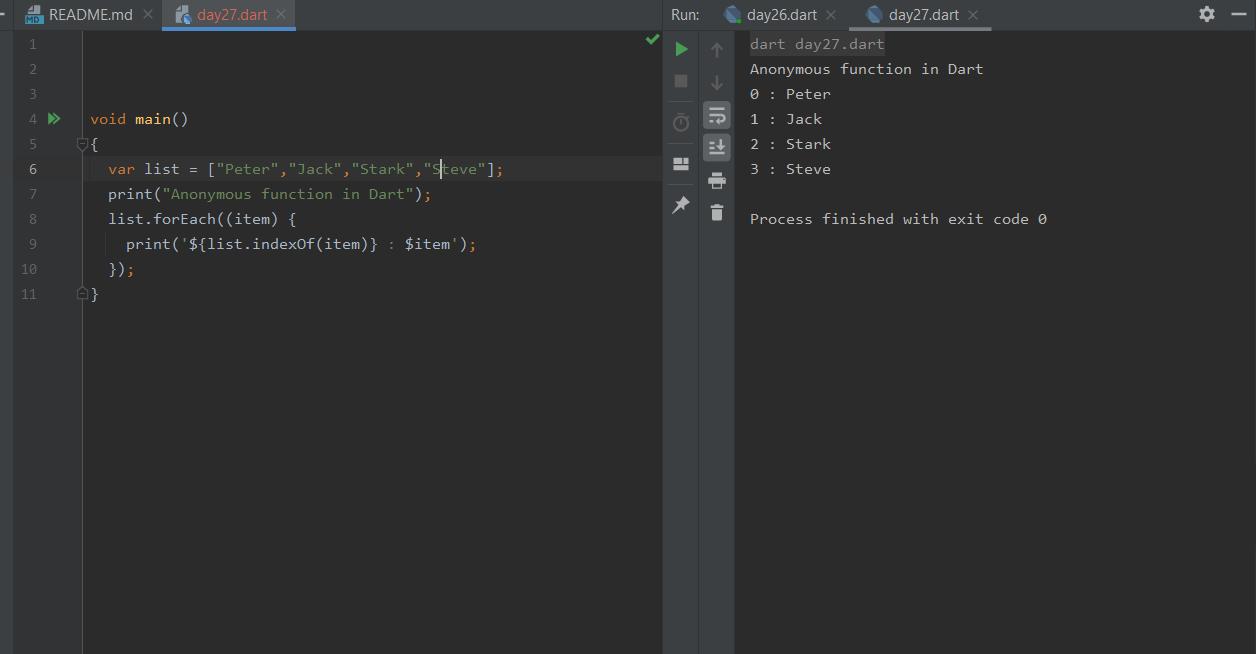 README.md
day27.dart
Run:
day26.dart
day27.dart
1
2
3
4 void main()
5 {
6 var list = ["Peter","Jack","Stark","Steve"];
7 print("Anonymous function in Dart");
8 list.forEach((item) {
9 print('${list.indexOf(item)} : $item');
10 });
11 }
dart day27.dart
Anonymous function in Dart
0 : Peter
1 : Jack
2 : Stark
3 : Steve
Process finished with exit code 0